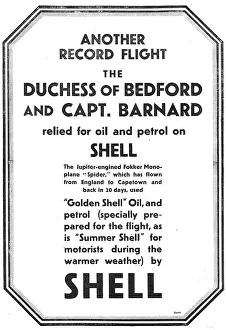 ANOTHER
RECORD FLIGHT
THE
DUCHESS OF BEDFORD
AND CAPT. BARNARD
relied for oil and petrol on
SHELL
The Jupiter-engined Fokker Mono-
plane "Spider," which has flown
from England to Capetown and
back in 20 days, used
"Golden Shell" Oil, and
petrol (specially pre-
pared for the flight, as
is "Summer Shell" for
motorists during the
warmer weather) by
SHELL